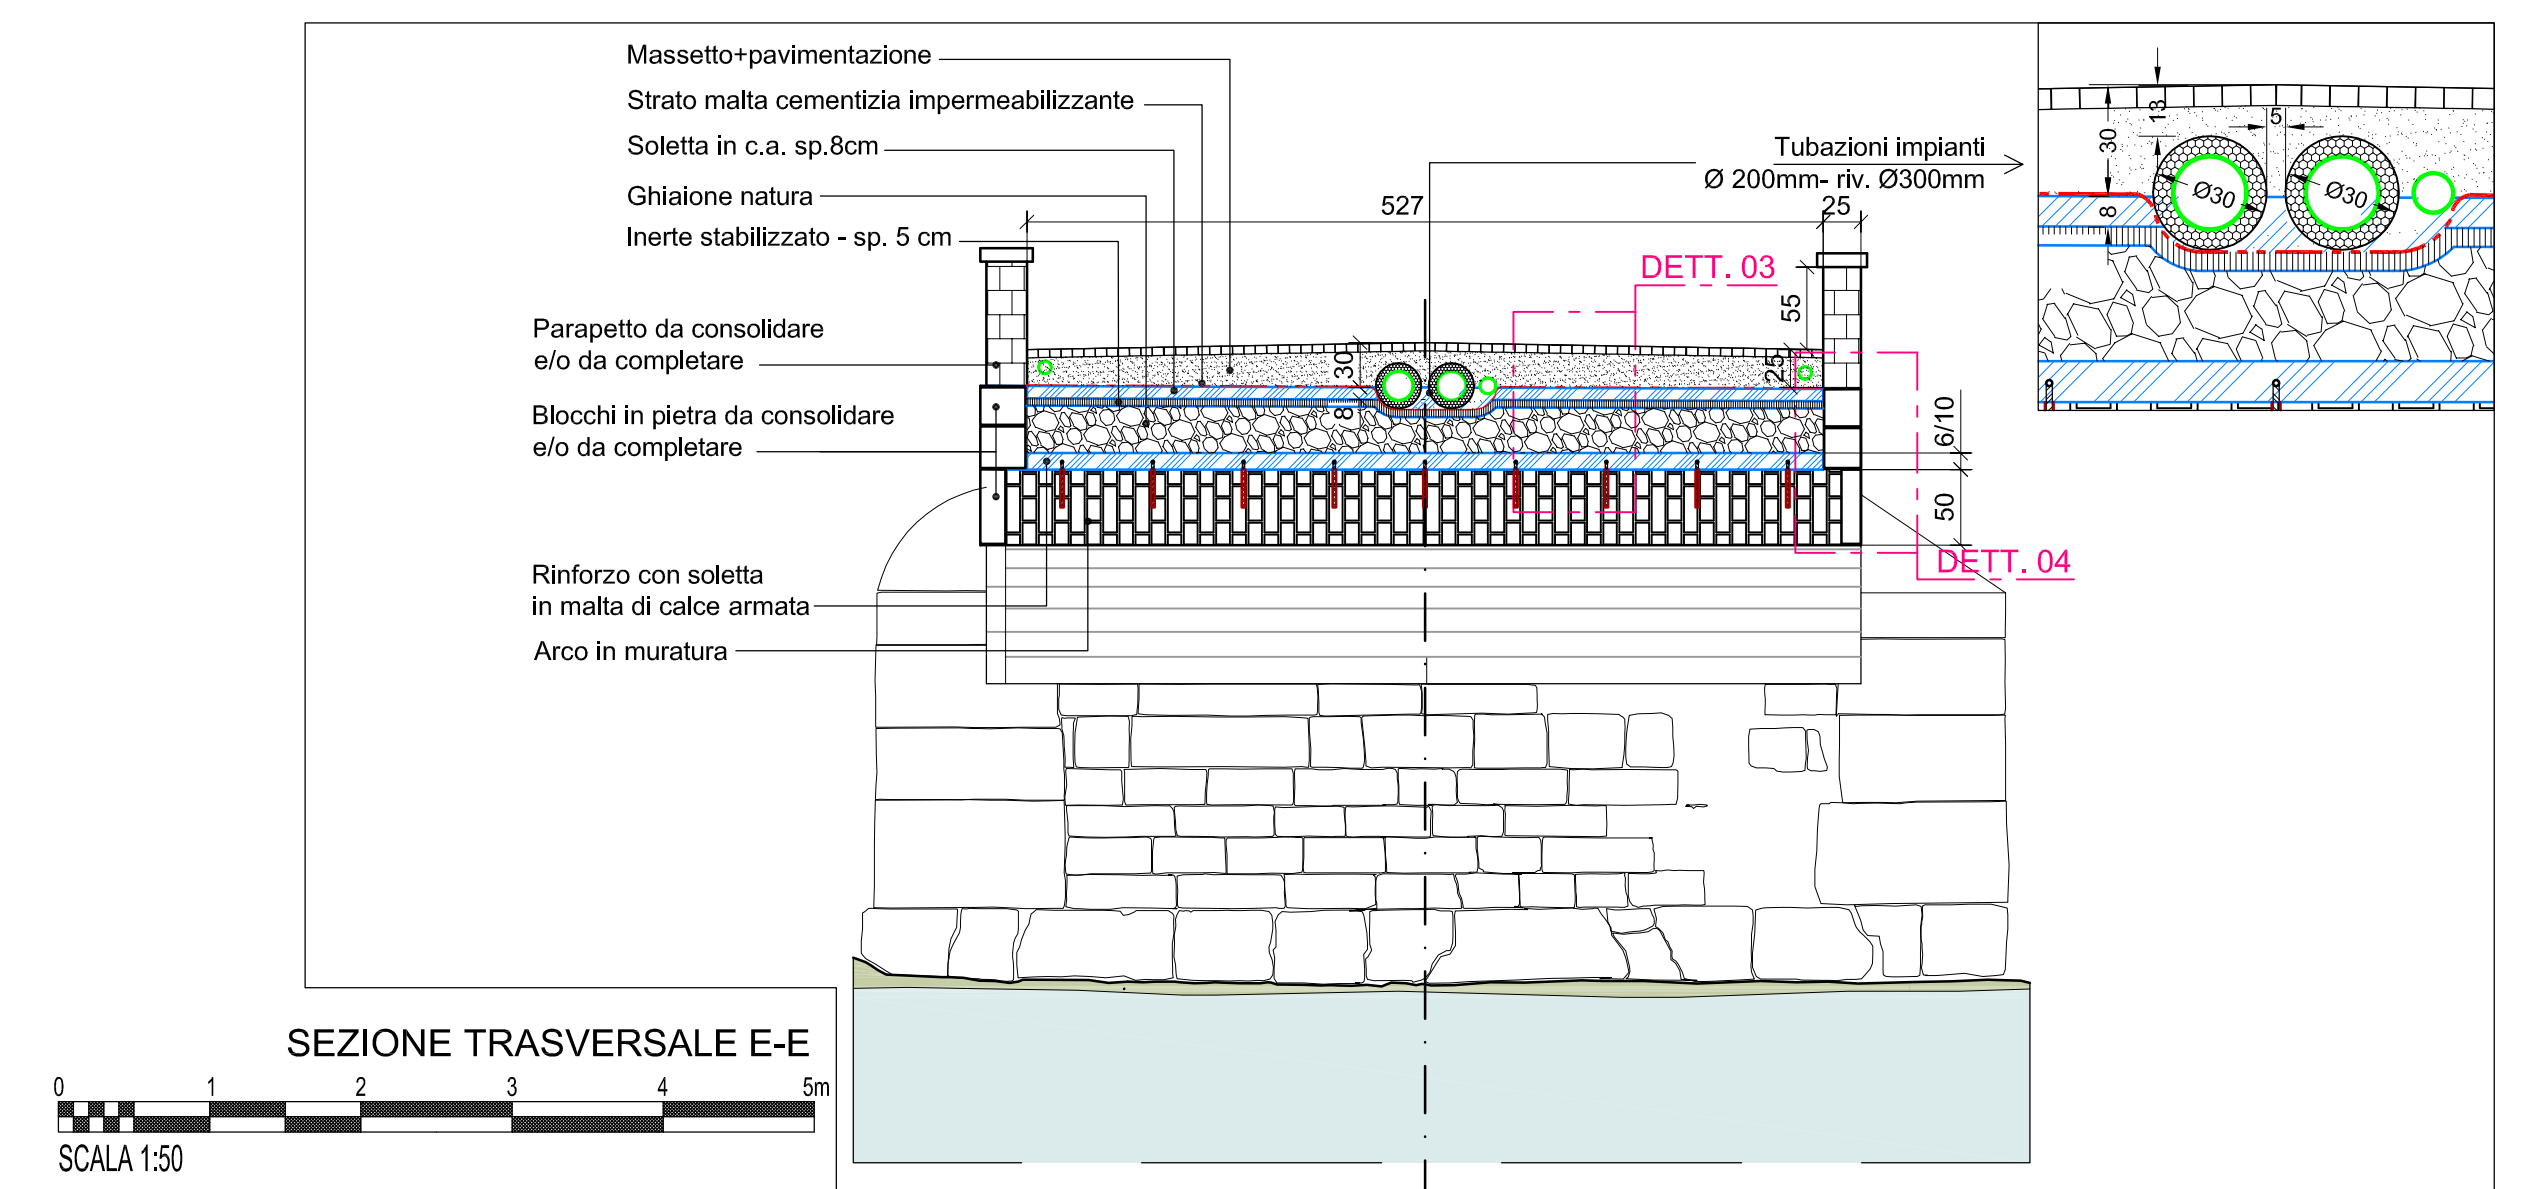 Massetto+pavimentazione
Strato malta cementizia impermeabilizzante
Soletta in c.a. sp.8cm
Ghiaione natura
Inerte stabilizzato - sp. 5 cm
Parapetto da consolidare
e/o da completare
Blocchi in pietra da consolidare
e/o da completare
Rinforzo con soletta
in malta di calce armata
Arco in muratura
Tubazioni impianti
Ø 200mm- riv. Ø300mm
527
25
DETT. 03
55
30
25
8
6/10
50
DETT. 04
13
5
30
Ø30
Ø30
8
SEZIONE TRASVERSALE E-E
0 1 2 3 4 5m
SCALA 1:50